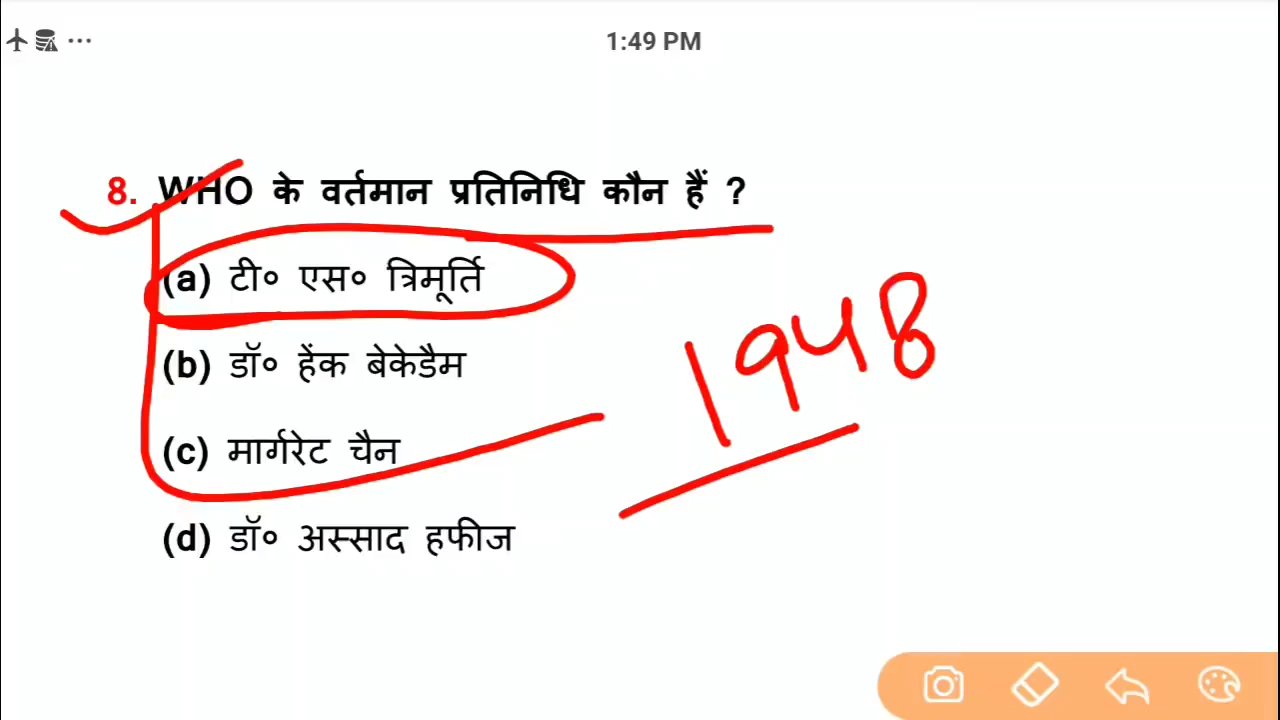 1:49 PM
8. WHO के वर्तमान प्रतिनिधि कौन हैं ?
(a) टी० एस० त्रिमूर्ति
(b) डॉ० हेंक बेकेडैम
(c) मार्गरेट चैन
1948
(d) डॉ० अस्साद हफीज